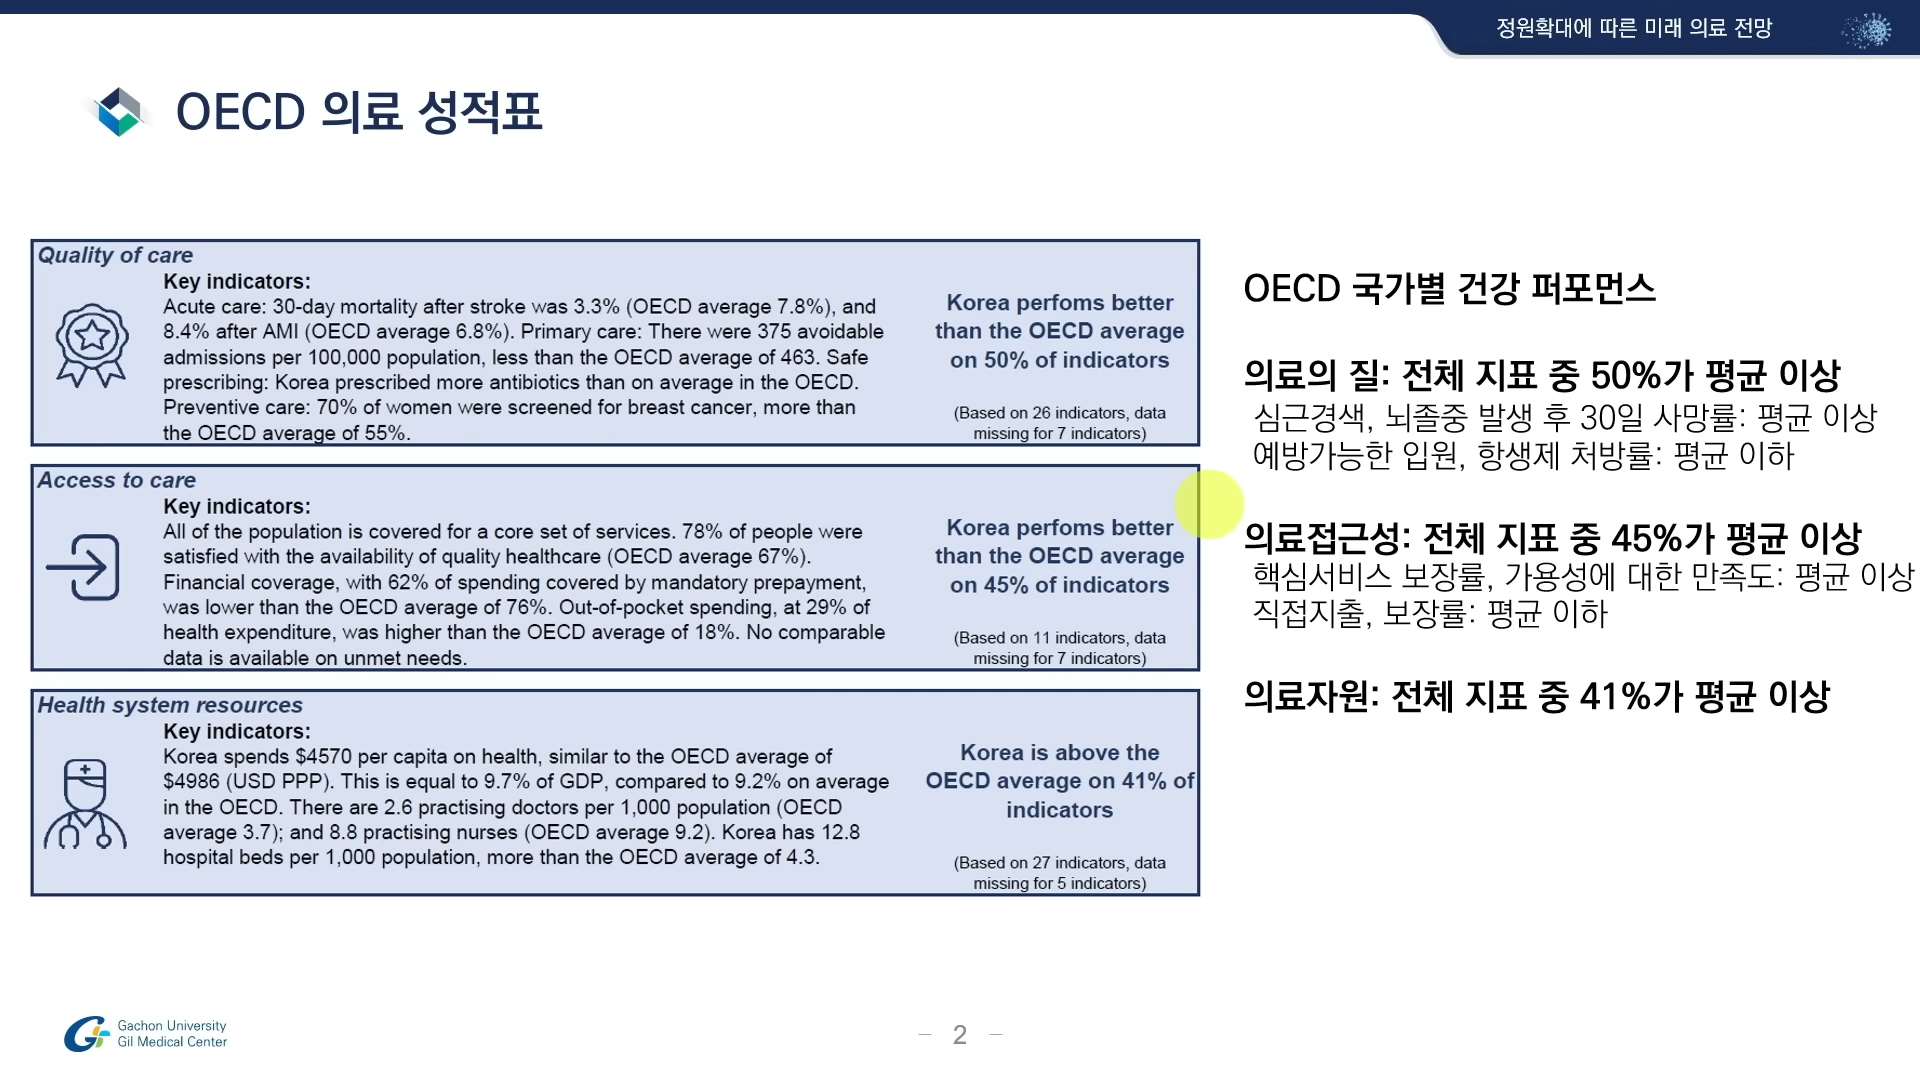 정원확대에 따른 미래 의료 전망
OECD 의료 성적표
Quality of care
Key indicators:
Acute care: 30-day mortality after stroke was 3.3% (OECD average 7.8%), and
8.4% after AMI (OECD average 6.8%). Primary care: There were 375 avoidable
admissions per 100,000 population, less than the OECD average of 463. Safe
prescribing: Korea prescribed more antibiotics than on average in the OECD.
Preventive care: 70% of women were screened for breast cancer, more than
the OECD average of 55%.
Korea perfoms better
than the OECD average
on 50% of indicators
(Based on 26 indicators, data
missing for 7 indicators)
Access to care
Key indicators:
All of the population is covered for a core set of services. 78% of people were
satisfied with the availability of quality healthcare (OECD average 67%).
Financial coverage, with 62% of spending covered by mandatory prepayment,
was lower than the OECD average of 76%. Out-of-pocket spending, at 29% of
health expenditure, was higher than the OECD average of 18%. No comparable
data is available on unmet needs.
Korea perfoms better
than the OECD average
on 45% of indicators
(Based on 11 indicators, data
missing for 7 indicators)
Health system resources
Key indicators:
Korea spends $4570 per capita on health, similar to the OECD average of
$4986 (USD PPP). This is equal to 9.7% of GDP, compared to 9.2% on average
in the OECD. There are 2.6 practising doctors per 1,000 population (OECD
average 3.7); and 8.8 practising nurses (OECD average 9.2). Korea has 12.8
hospital beds per 1,000 population, more than the OECD average of 4.3.
Korea is above the
OECD average on 41% of
indicators
(Based on 27 indicators, data
missing for 5 indicators)
OECD 국가별 건강 퍼포먼스
의료의 질: 전체 지표 중 50%가 평균 이상
심근경색, 뇌졸중 발생 후 30일 사망률: 평균 이상
예방가능한 입원, 항생제 처방률: 평균 이하
의료접근성: 전체 지표 중 45%가 평균 이상
핵심서비스 보장률, 가용성에 대한 만족도: 평균 이상
직접지출, 보장률: 평균 이하
의료자원: 전체 지표 중 41%가 평균 이상
Gachon University
Gil Medical Center
– 2 –